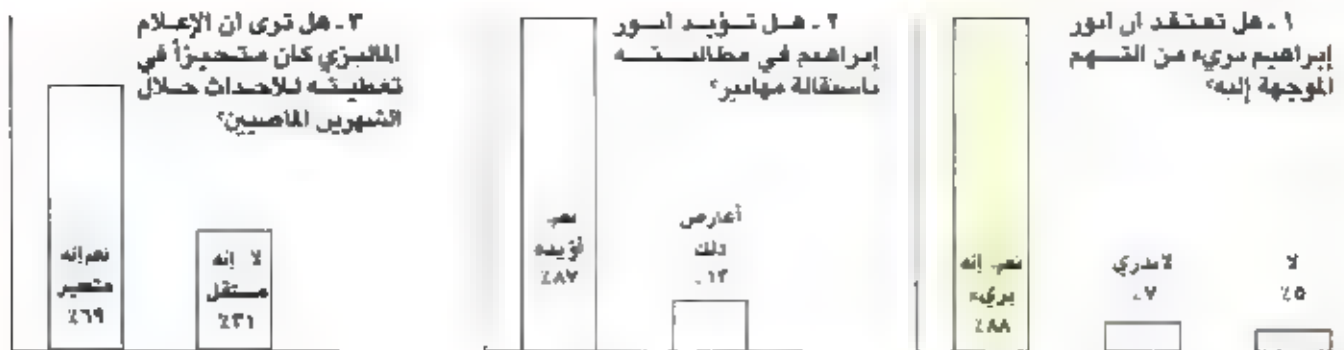 ١ ـ هل تعتقد أن أنور
إبراهيم بريء من التهم
الموجهة إليه؟
نعم إنه
بريء
٪٨٨
لا ندري
٧٪
لا
٪٥
٢ ـ هل تؤيد أنور
إبراهيم في مطالبته
باستقالة مهاتير؟
نعم
أؤيده
٪٨٧
أعارض
ذلك
١٣٪
٣ ـ هل ترى أن الإعلام
الماليزي كان متحيزاً في
تغطيته للأحداث خلال
الشهرين الماضيين؟
نعم إنه
متحيز
٪٦٩
لا إنه
مستقل
٪٣١